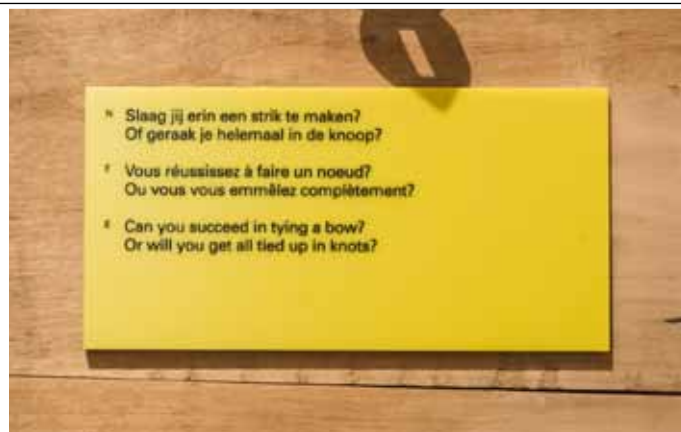 N Slaag jij erin een strik te maken?
Of geraak je helemaal in de knoop?
F Vous réussissez à faire un noeud?
Ou vous vous emmêlez complètement?
E Can you succeed in tying a bow?
Or will you get all tied up in knots?